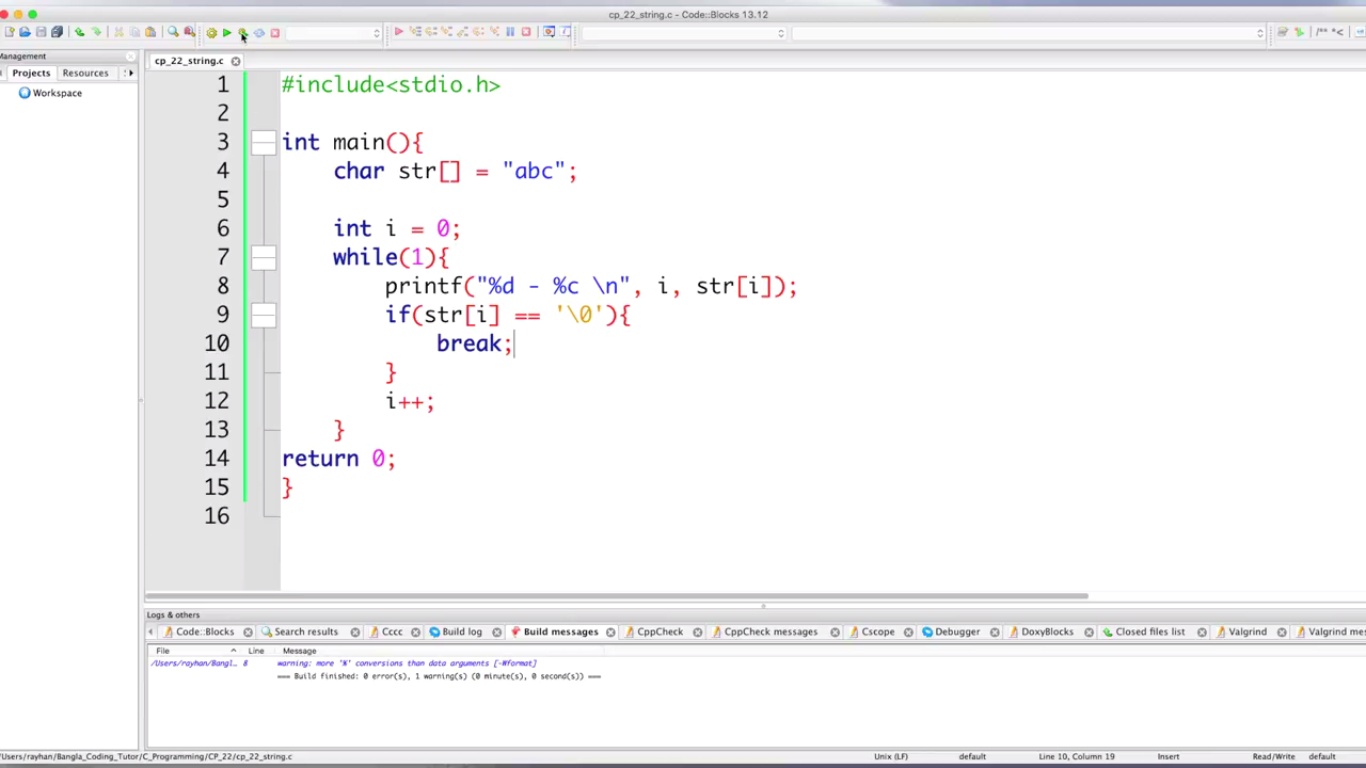 cp_22_string.c - Code::Blocks 13.12
/** *<
Management
Projects Resources
Workspace
cp_22_string.c
1 #include<stdio.h>
2
3 int main(){
4 char str[] = "abc";
5
6 int i = 0;
7 while(1){
8 printf("%d - %c \n", i, str[i]);
9 if(str[i] == '\0'){
10 break;
11 }
12 i++;
13 }
14 return 0;
15 }
16
Logs & others
Code::Blocks Search results Cccc Build log Build messages CppCheck CppCheck messages Cscope Debugger DoxyBlocks Closed files list Valgrind Valgrind mes
File Line Message
/Users/rayhan/Bangl… 8 warning: more '%' conversions than data arguments [-Wformat]
=== Build finished: 0 error(s), 1 warning(s) (0 minute(s), 0 second(s)) ===
/Users/rayhan/Bangla_Coding_Tutor/C_Programming/CP_22/cp_22_string.c Unix (LF) default Line 10, Column 19 Insert Read/Write default